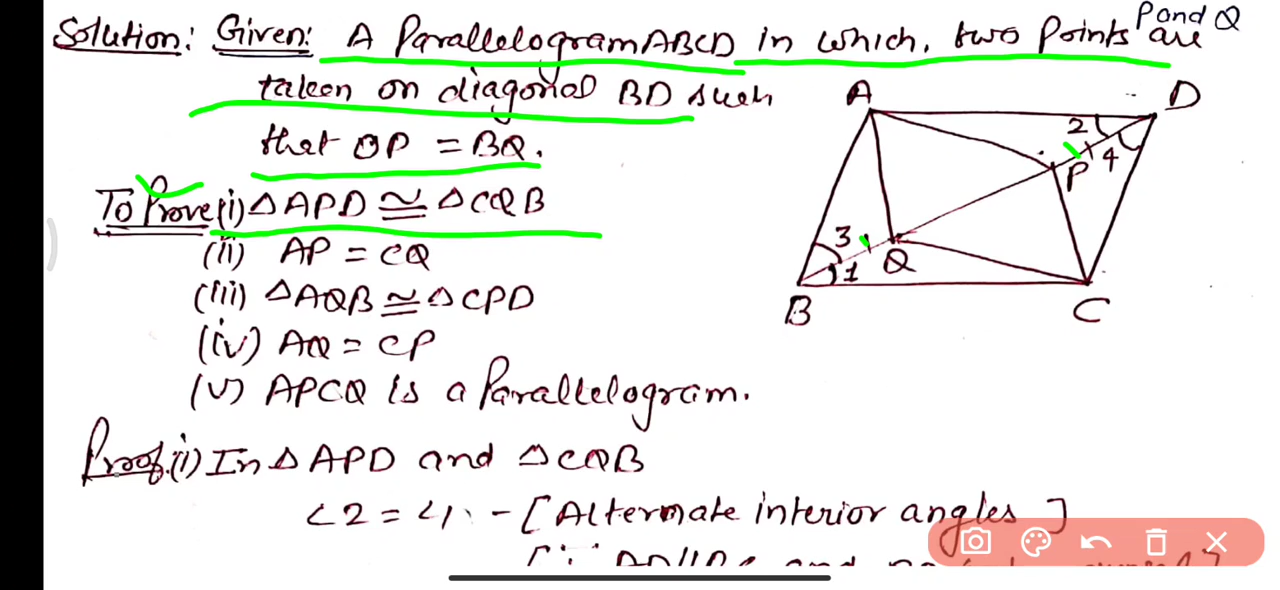 Solution: Given: A Parallelogram ABCD in which, two Points P and Q are
taken on diagonal BD such
that DP = BQ.
To Prove (i) △APD ≅ △CQB
(ii) AP = CQ
(iii) △AQB ≅ △CPD
(iv) AQ = CP
(v) APCQ is a Parallelogram.
Proof: (i) In △APD and △CQB
∠2 = ∠1 - [Alternate interior angles]
A D
2
4
P
3
1
Q
B C